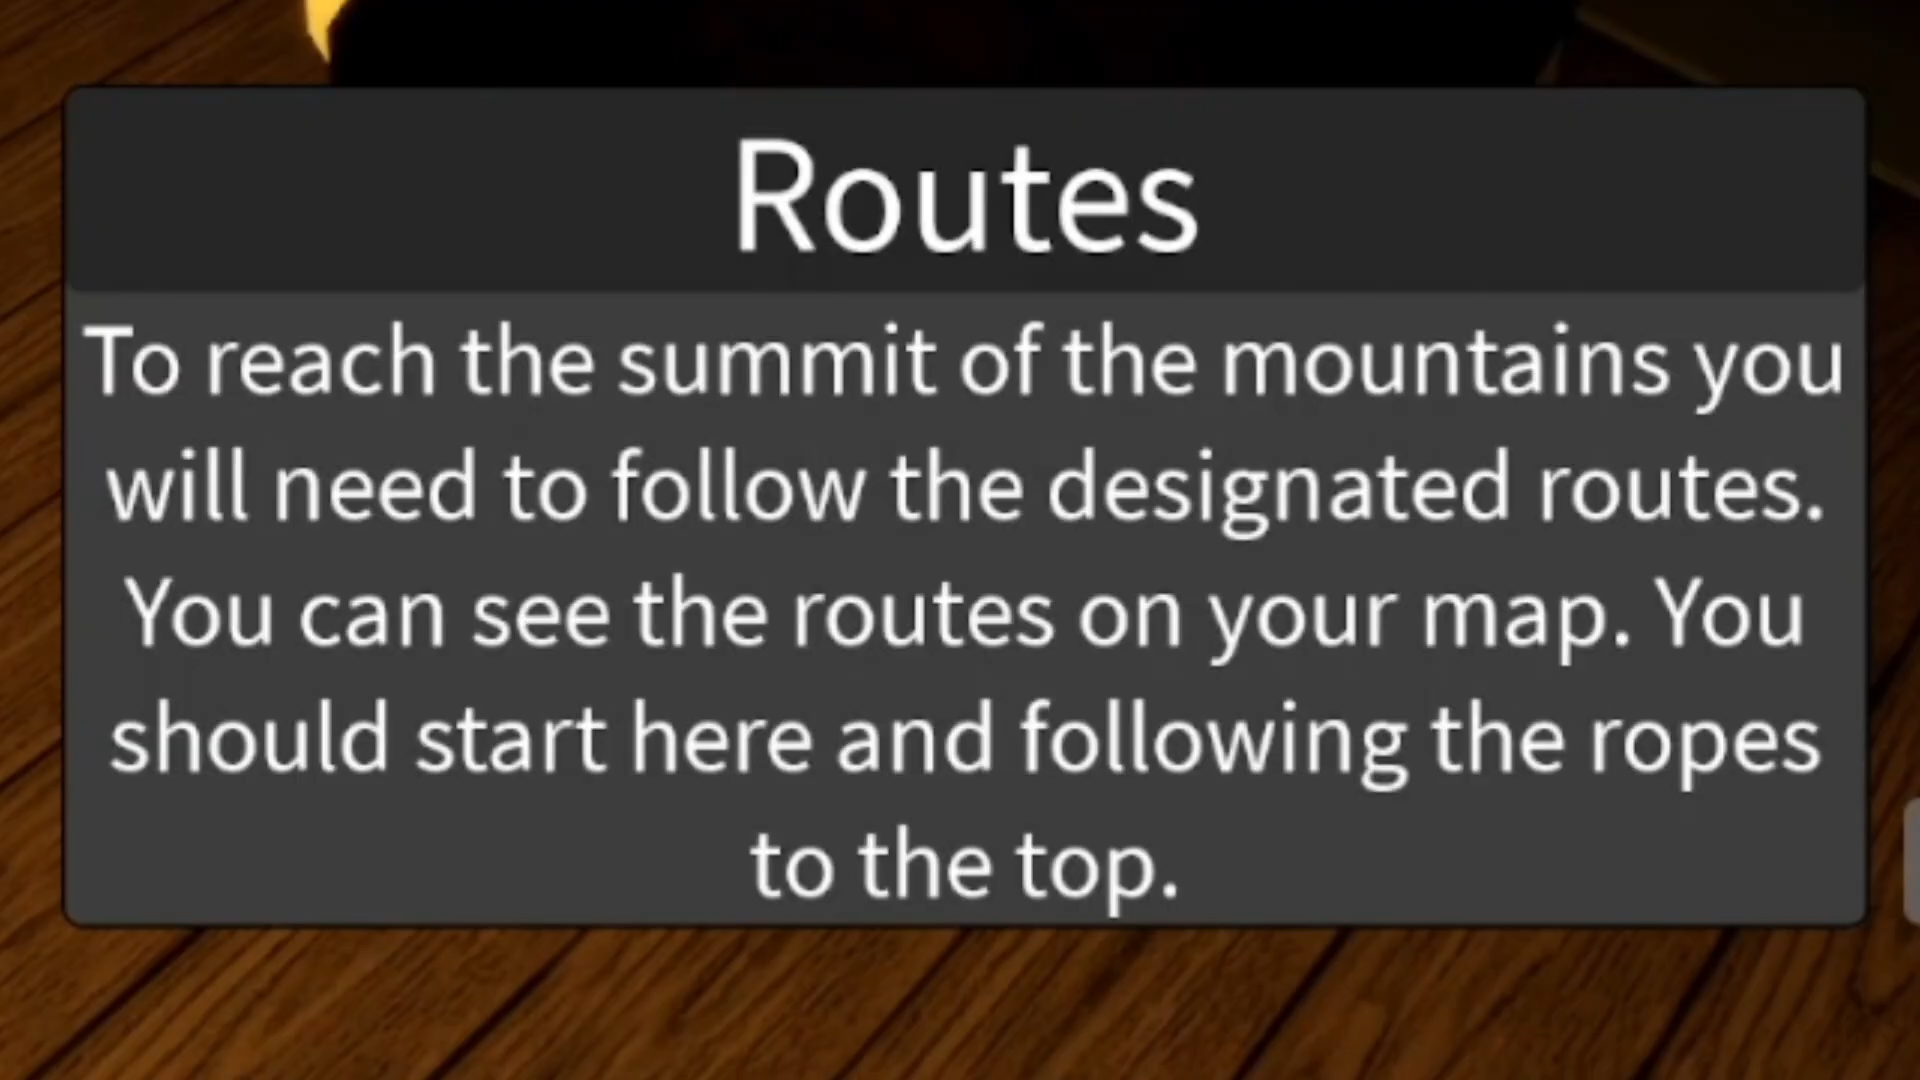 Routes
To reach the summit of the mountains you
will need to follow the designated routes.
You can see the routes on your map. You
should start here and following the ropes
to the top.